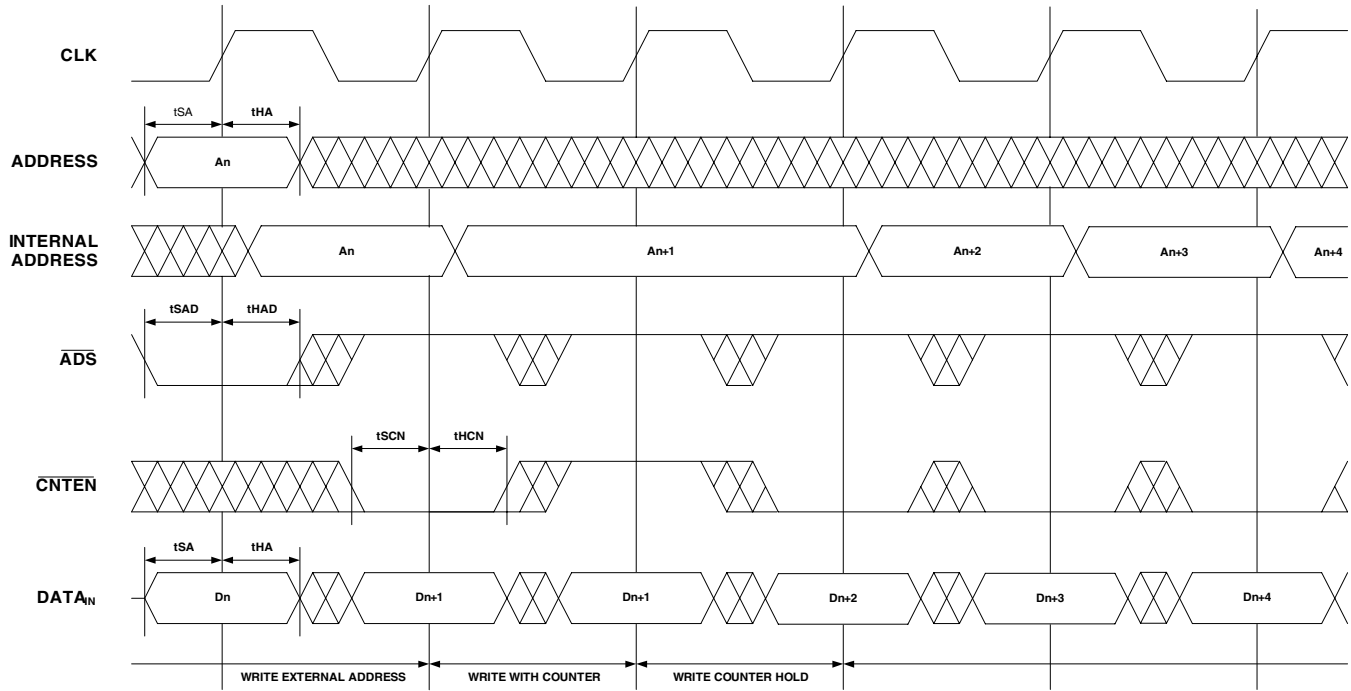 CLK
tSA
tHA
ADDRESS
An
INTERNAL
ADDRESS
An
An+1
An+2
An+3
An+4
tSAD
tHAD
ADS
tSCN
tHCN
CNTEN
tSA
tHA
DATAIN
Dn
Dn+1
Dn+1
Dn+2
Dn+3
Dn+4
WRITE EXTERNAL ADDRESS
WRITE WITH COUNTER
WRITE COUNTER HOLD